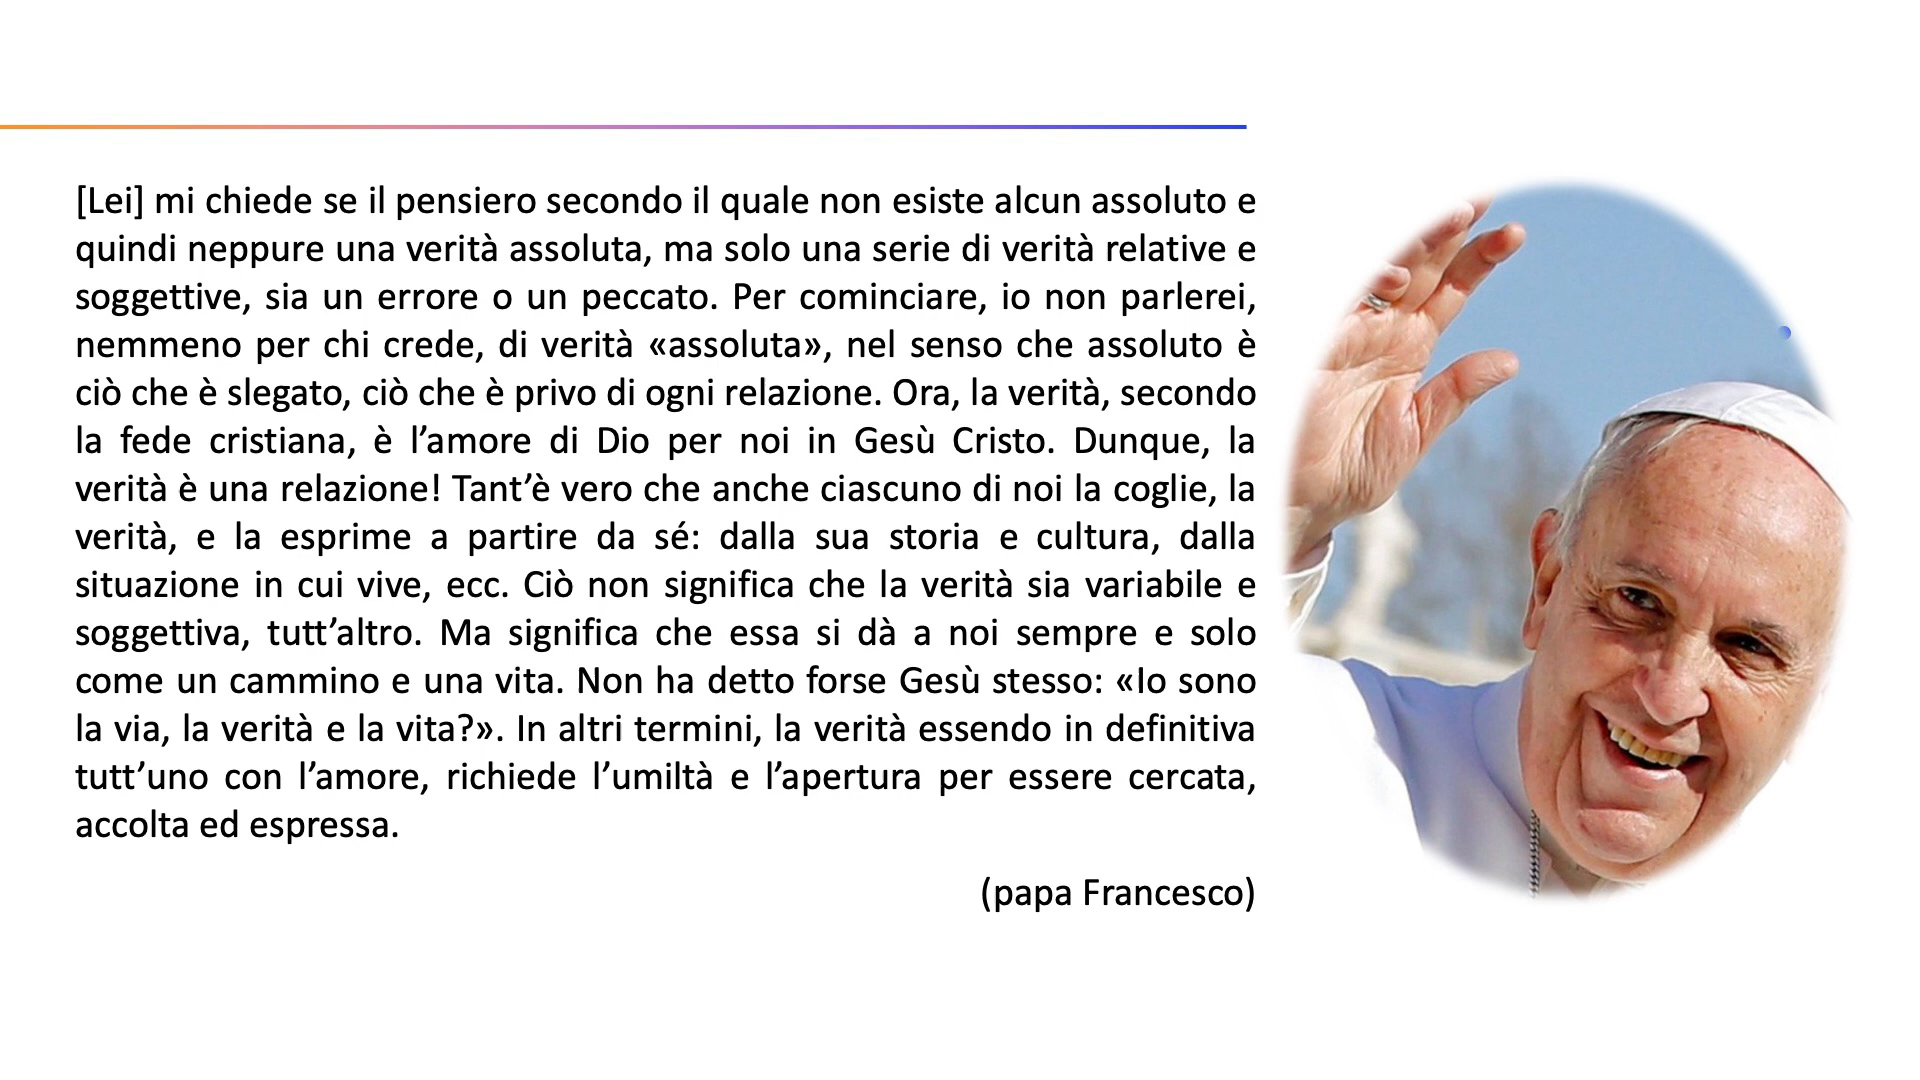 [Lei] mi chiede se il pensiero secondo il quale non esiste alcun assoluto e
quindi neppure una verità assoluta, ma solo una serie di verità relative e
soggettive, sia un errore o un peccato. Per cominciare, io non parlerei,
nemmeno per chi crede, di verità «assoluta», nel senso che assoluto è
ciò che è slegato, ciò che è privo di ogni relazione. Ora, la verità, secondo
la fede cristiana, è l’amore di Dio per noi in Gesù Cristo. Dunque, la
verità è una relazione! Tant’è vero che anche ciascuno di noi la coglie, la
verità, e la esprime a partire da sé: dalla sua storia e cultura, dalla
situazione in cui vive, ecc. Ciò non significa che la verità sia variabile e
soggettiva, tutt’altro. Ma significa che essa si dà a noi sempre e solo
come un cammino e una vita. Non ha detto forse Gesù stesso: «Io sono
la via, la verità e la vita?». In altri termini, la verità essendo in definitiva
tutt’uno con l’amore, richiede l’umiltà e l’apertura per essere cercata,
accolta ed espressa.
(papa Francesco)